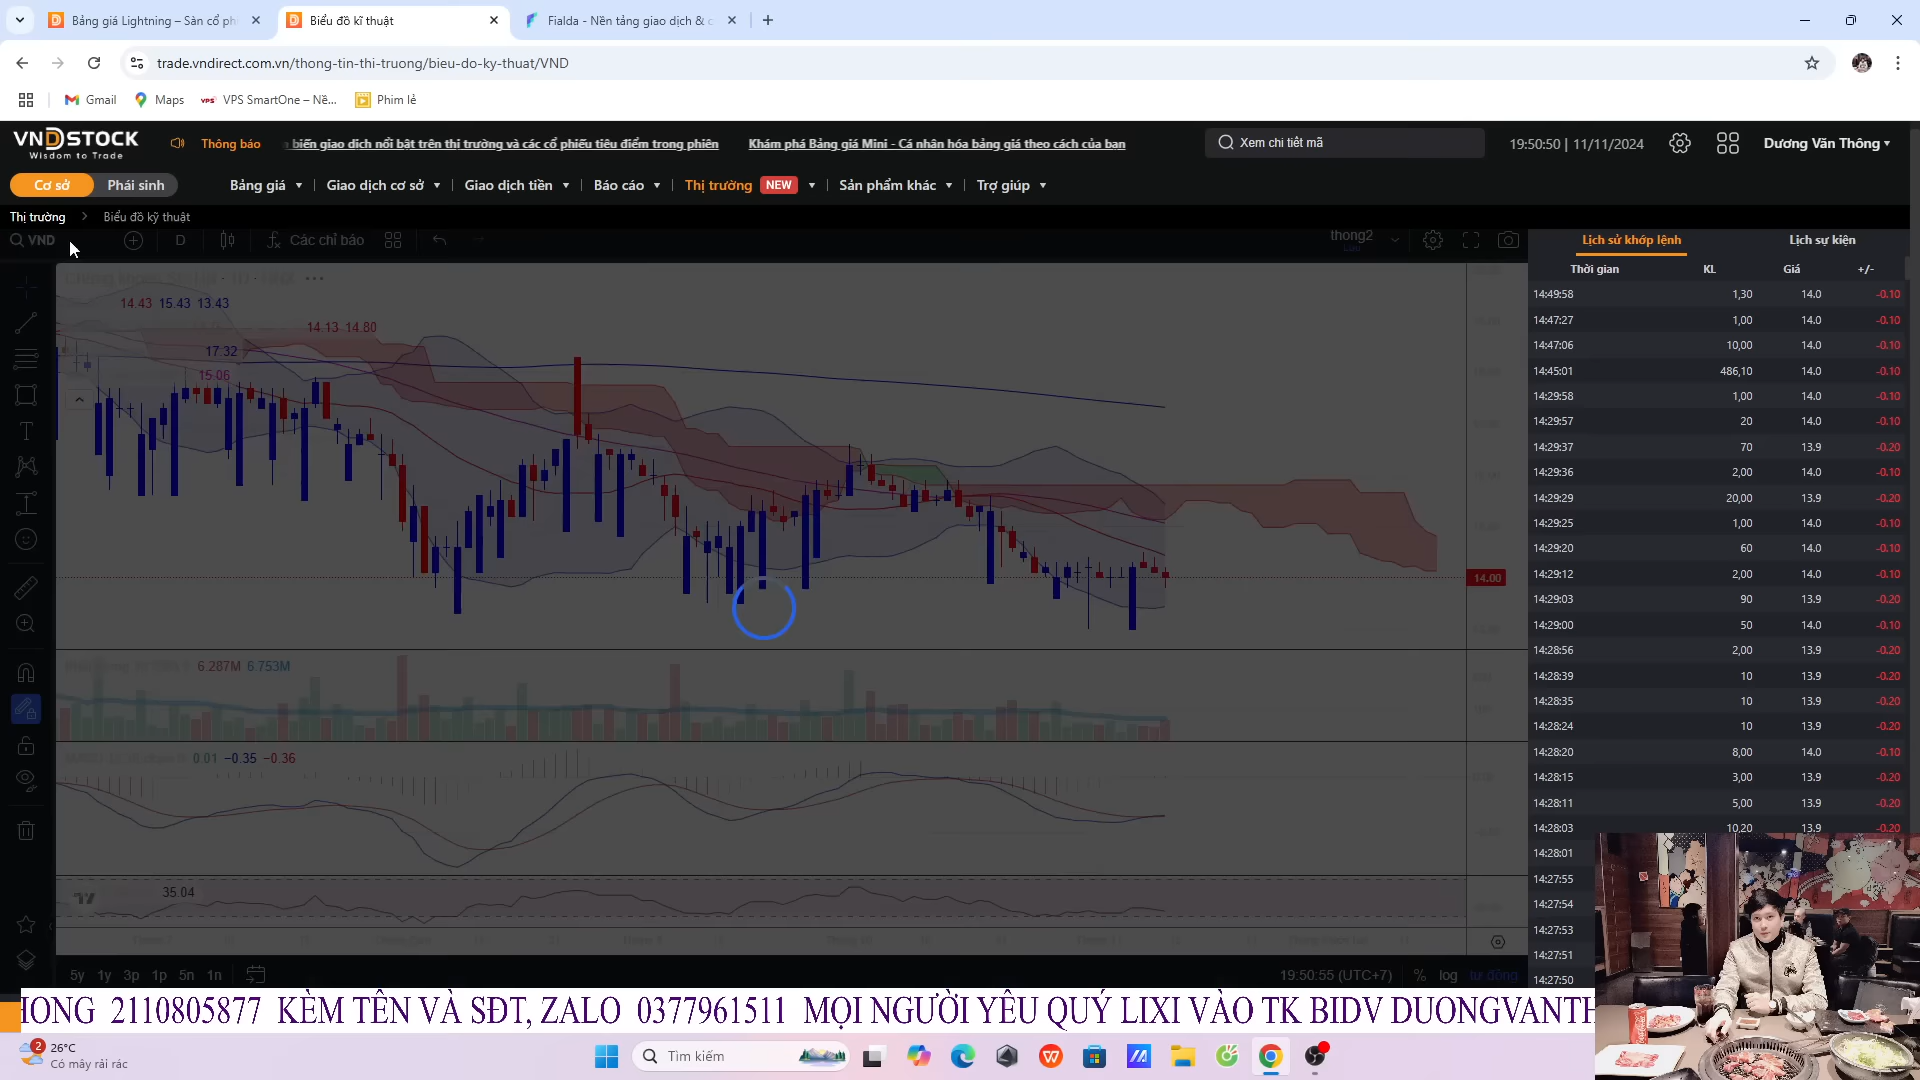 Bảng giá Lightning – Sàn cổ ph
Biểu đồ kĩ thuật
Fialda - Nền tảng giao dịch & c
trade.vndirect.com.vn/thong-tin-thi-truong/bieu-do-ky-thuat/VND
Gmail
Maps
VPS SmartOne – Nề...
Phim lẻ
VNDSTOCK
Wisdom to Trade
Thông báo
biến giao dịch nổi bật trên thị trường và các cổ phiếu tiêu điểm trong phiên
Khám phá Bảng giá Mini - Cá nhân hóa bảng giá theo cách của bạn
Xem chi tiết mã
19:50:50 | 11/11/2024
Dương Văn Thông
Cơ sở
Phái sinh
Bảng giá
Giao dịch cơ sở
Giao dịch tiền
Báo cáo
Thị trường NEW
Sản phẩm khác
Trợ giúp
Thị trường
Biểu đồ kỹ thuật
VND
D
Các chỉ báo
thong2
Lịch sử khớp lệnh
Lịch sự kiện
Thời gian KL Giá +/-
14:49:58 1,30 14.0 -0.10
14:47:27 1,00 14.0 -0.10
14:47:06 10,00 14.0 -0.10
14:45:01 486,10 14.0 -0.10
14:29:58 1,00 14.0 -0.10
14:29:57 20 14.0 -0.10
14:29:37 70 13.9 -0.20
14:29:36 2,00 14.0 -0.10
14:29:29 20,00 13.9 -0.20
14:29:25 1,00 14.0 -0.10
14:29:20 60 14.0 -0.10
14:29:12 2,00 14.0 -0.10
14:29:03 90 13.9 -0.20
14:29:00 50 14.0 -0.10
14:28:56 2,00 13.9 -0.20
14:28:39 10 13.9 -0.20
14:28:35 10 13.9 -0.20
14:28:24 10 13.9 -0.20
14:28:20 8,00 14.0 -0.10
14:28:15 3,00 13.9 -0.20
14:28:11 5,00 13.9 -0.20
14:28:03 10,20 13.9 -0.20
14:28:01
14:27:55
14:27:54
14:27:53
14:27:51
14:27:50
14.43 15.43 13.43
14.13 14.80
17.32
15.06
14.00
6.287M 6.753M
0.01 −0.35 −0.36
35.04
5y 1y 3p 1p 5n 1n
19:50:55 (UTC+7)
% log tự động
HONG 2110805877 KÈM TÊN VÀ SĐT, ZALO 0377961511 MỌI NGƯỜI YÊU QUÝ LIXI VÀO TK BIDV DUONGVANTH
2
26°C
Có mây rải rác
Tìm kiếm